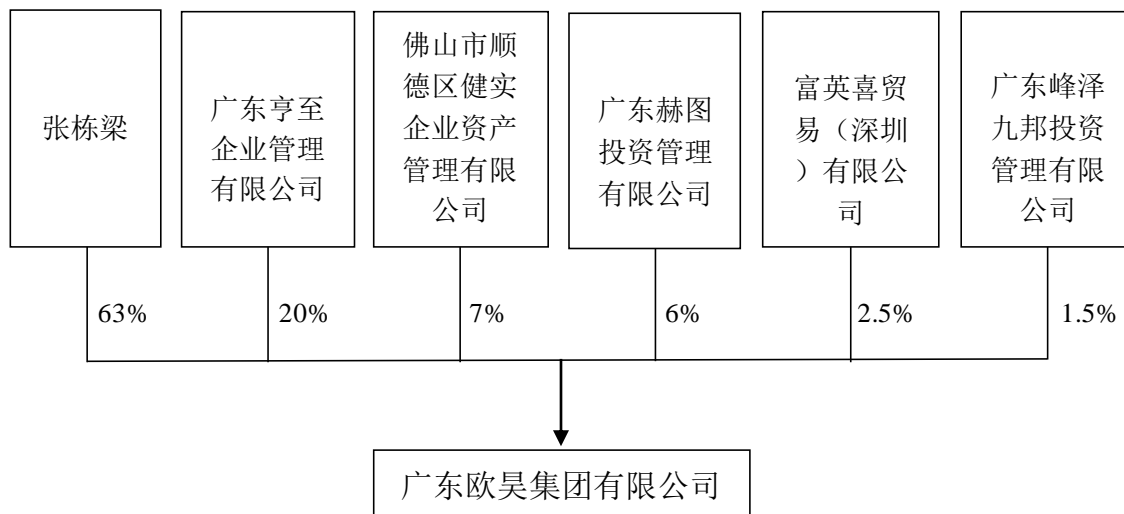 张栋梁
广东亨至
企业管理
有限公司
佛山市顺
德区健实
企业资产
管理有限
公司
广东赫图
投资管理
有限公司
富英喜贸
易（深圳
）有限公
司
广东峰泽
九邦投资
管理有限
公司
63%
20%
7%
6%
2.5%
1.5%
广东欧昊集团有限公司